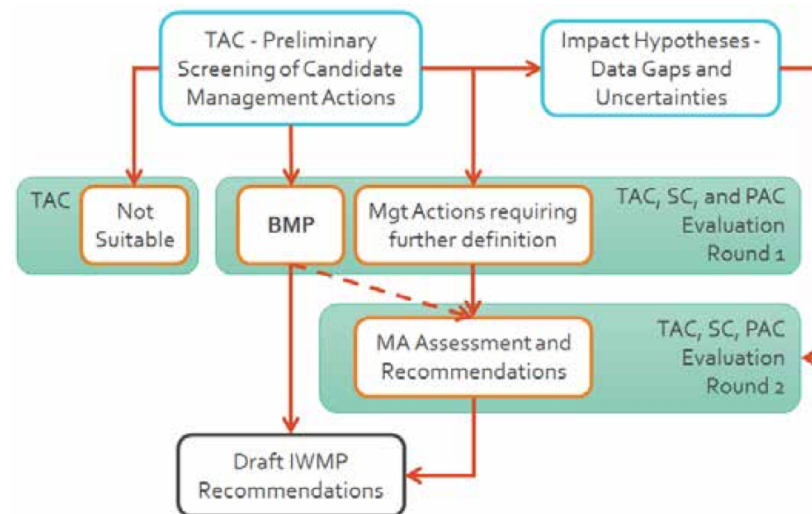 TAC - Preliminary
Screening of Candidate
Management Actions
Impact Hypotheses -
Data Gaps and
Uncertainties
TAC
Not
Suitable
BMP
Mgt Actions requiring
further definition
TAC, SC, and PAC
Evaluation
Round 1
MA Assessment and
Recommendations
TAC, SC, PAC
Evaluation
Round 2
Draft IWMP
Recommendations